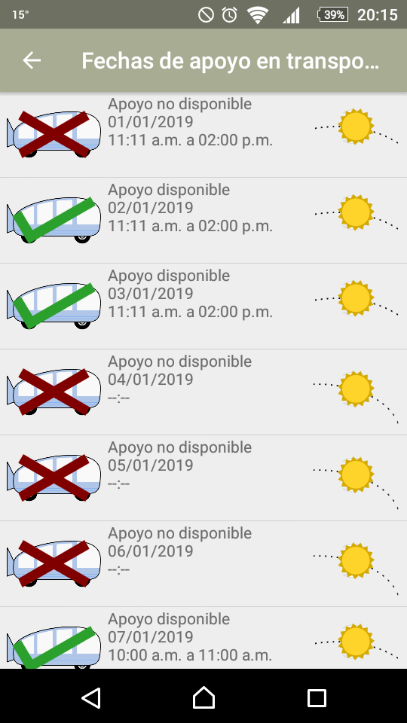 15°
39%
20:15
Fechas de apoyo en transpo...
Apoyo no disponible
01/01/2019
11:11 a.m. a 02:00 p.m.
Apoyo disponible
02/01/2019
11:11 a.m. a 02:00 p.m.
Apoyo disponible
03/01/2019
11:11 a.m. a 02:00 p.m.
Apoyo no disponible
04/01/2019
--:--
Apoyo no disponible
05/01/2019
--:--
Apoyo no disponible
06/01/2019
--:--
Apoyo disponible
07/01/2019
10:00 a.m. a 11:00 a.m.